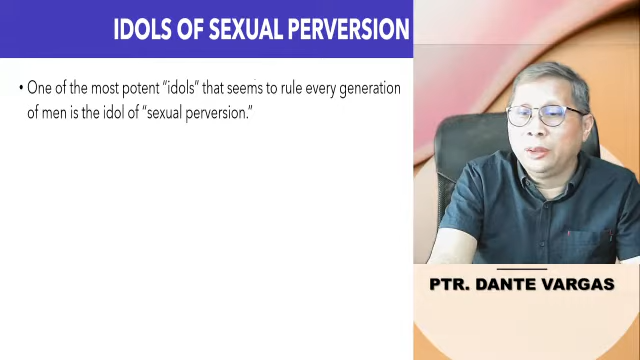 IDOLS OF SEXUAL PERVERSION
• One of the most potent “idols” that seems to rule every generation
of men is the idol of “sexual perversion.”
PTR. DANTE VARGAS